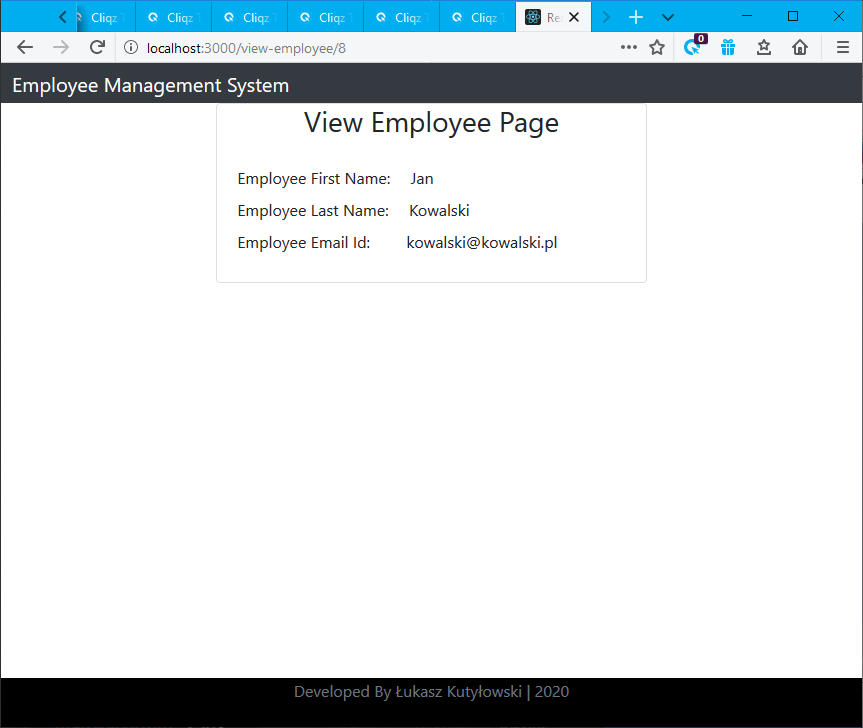 Cliqz Cliqz Cliqz Cliqz Cliqz Cliqz Re
localhost:3000/view-employee/8
0
Employee Management System
View Employee Page
Employee First Name: Jan
Employee Last Name: Kowalski
Employee Email Id: kowalski@kowalski.pl
Developed By Łukasz Kutyłowski | 2020